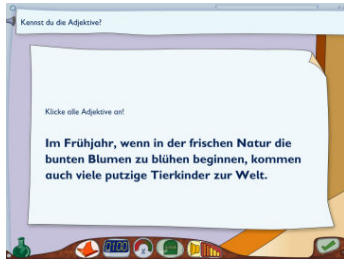 Kennst du die Adjektive?
Klicke alle Adjektive an!
Im Frühjahr, wenn in der frischen Natur die
bunten Blumen zu blühen beginnen, kommen
auch viele putzige Tierkinder zur Welt.